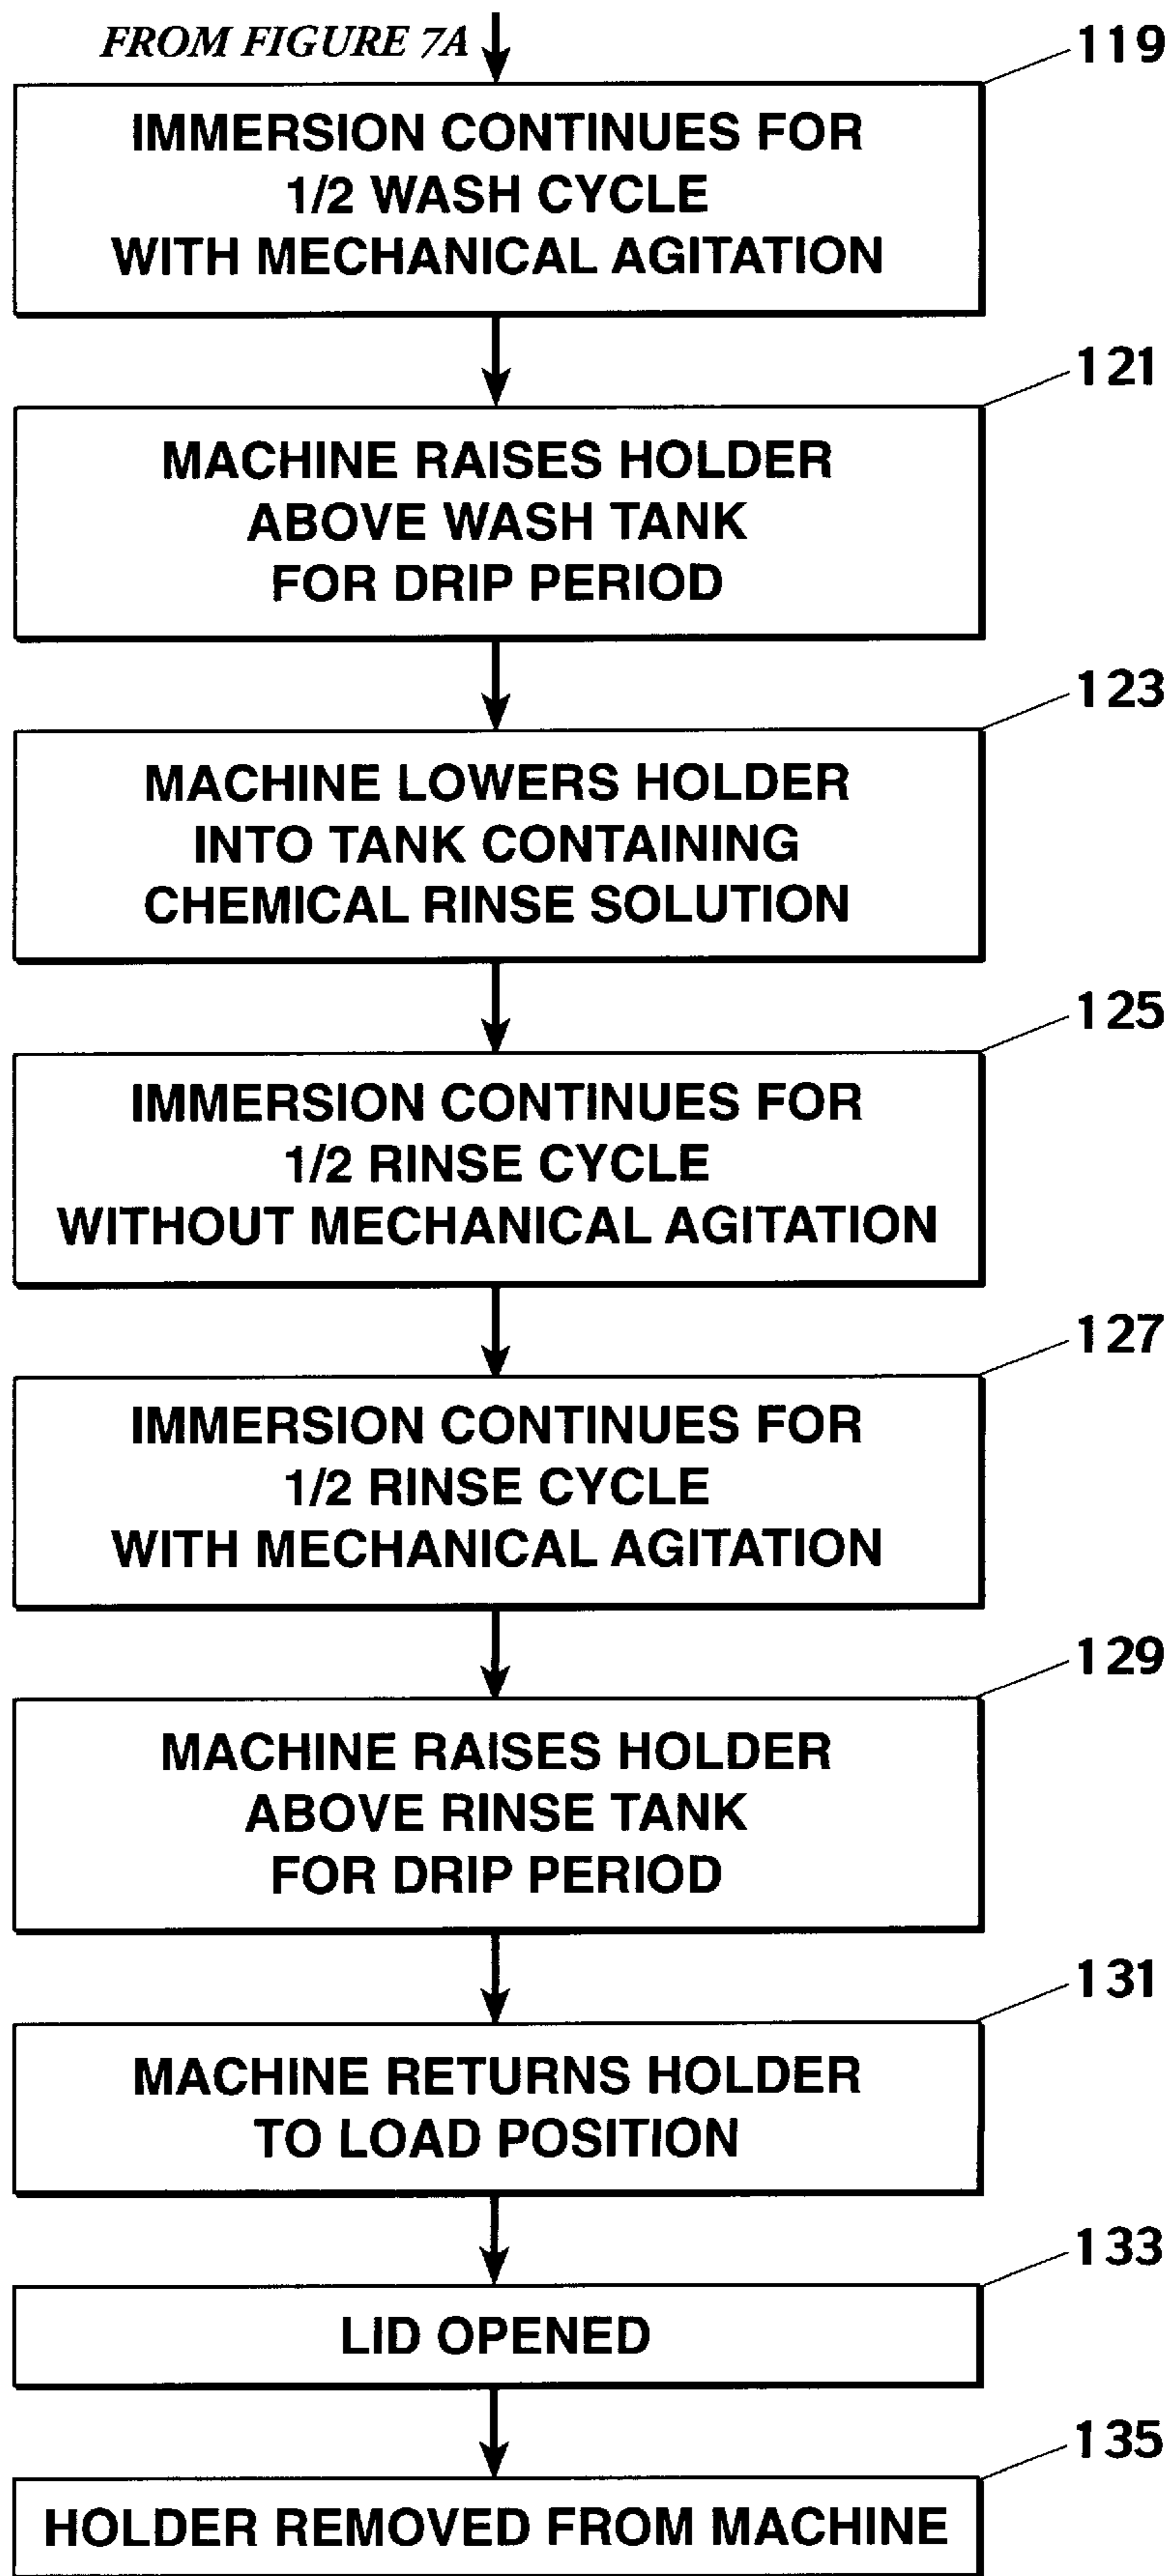 FROM FIGURE 7A
119
IMMERSION CONTINUES FOR
1/2 WASH CYCLE
WITH MECHANICAL AGITATION
121
MACHINE RAISES HOLDER
ABOVE WASH TANK
FOR DRIP PERIOD
123
MACHINE LOWERS HOLDER
INTO TANK CONTAINING
CHEMICAL RINSE SOLUTION
125
IMMERSION CONTINUES FOR
1/2 RINSE CYCLE
WITHOUT MECHANICAL AGITATION
127
IMMERSION CONTINUES FOR
1/2 RINSE CYCLE
WITH MECHANICAL AGITATION
129
MACHINE RAISES HOLDER
ABOVE RINSE TANK
FOR DRIP PERIOD
131
MACHINE RETURNS HOLDER
TO LOAD POSITION
133
LID OPENED
135
HOLDER REMOVED FROM MACHINE